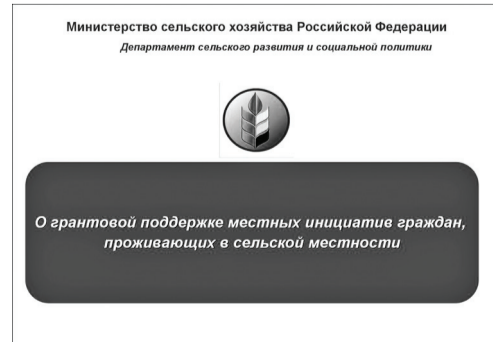 Министерство сельского хозяйства Российской Федерации
Департамент сельского развития и социальной политики
О грантовой поддержке местных инициатив граждан,
проживающих в сельской местности